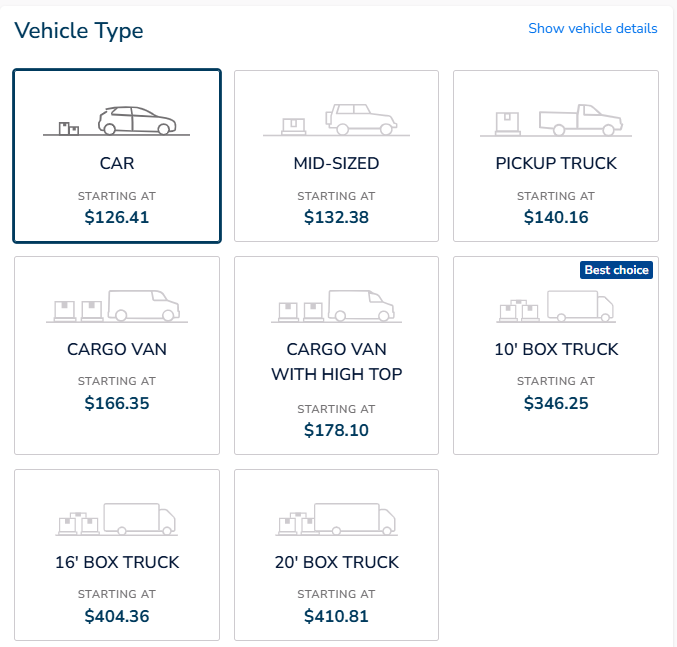 Vehicle Type
Show vehicle details
CAR
STARTING AT
$126.41
MID-SIZED
STARTING AT
$132.38
PICKUP TRUCK
STARTING AT
$140.16
CARGO VAN
STARTING AT
$166.35
CARGO VAN
WITH HIGH TOP
STARTING AT
$178.10
Best choice
10' BOX TRUCK
STARTING AT
$346.25
16' BOX TRUCK
STARTING AT
$404.36
20' BOX TRUCK
STARTING AT
$410.81